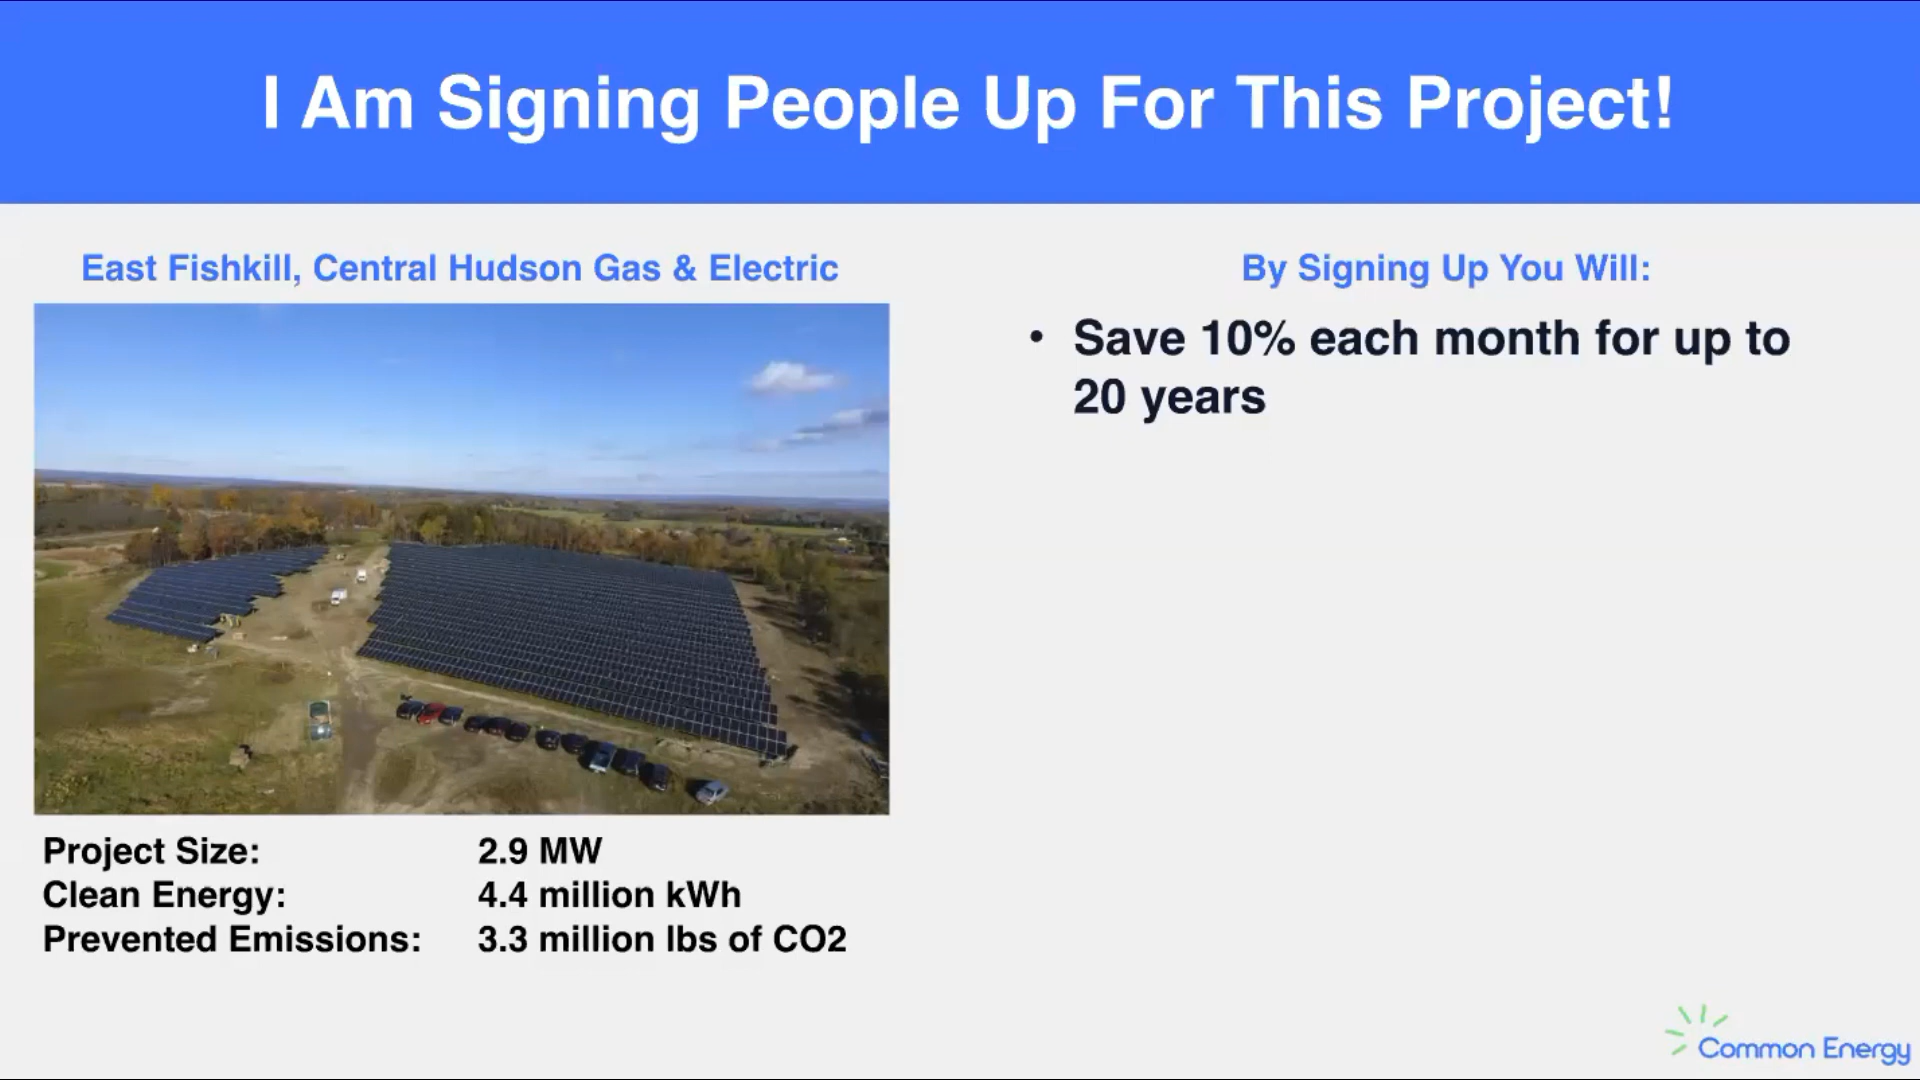 I Am Signing People Up For This Project!
East Fishkill, Central Hudson Gas & Electric
Project Size: 2.9 MW
Clean Energy: 4.4 million kWh
Prevented Emissions: 3.3 million lbs of CO2
By Signing Up You Will:
• Save 10% each month for up to
20 years
Common Energy